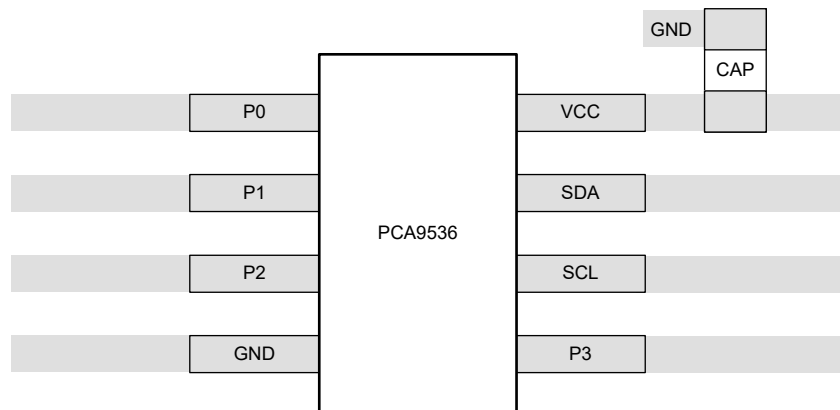 GND
CAP
P0
VCC
P1
SDA
PCA9536
P2
SCL
GND
P3